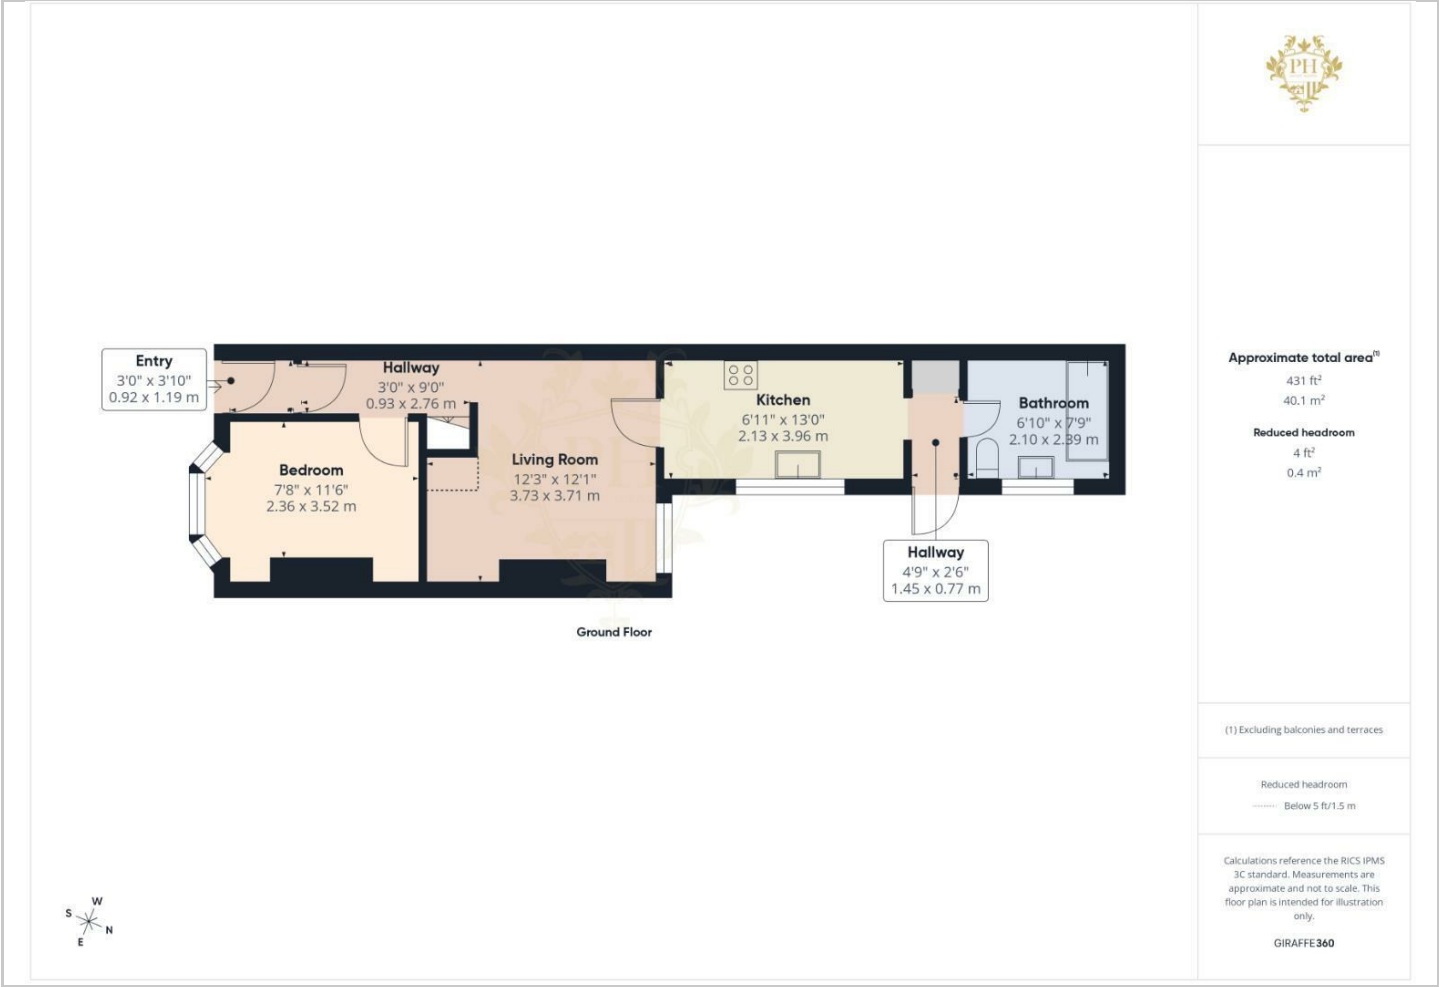 PH
Entry
3'0" x 3'10"
0.92 x 1.19 m
Hallway
3'0" x 9'0"
0.93 x 2.76 m
Bedroom
7'8" x 11'6"
2.36 x 3.52 m
Living Room
12'3" x 12'1"
3.73 x 3.71 m
Kitchen
6'11" x 13'0"
2.13 x 3.96 m
Bathroom
6'10" x 7'9"
2.10 x 2.39 m
Hallway
4'9" x 2'6"
1.45 x 0.77 m
Ground Floor
W
S
N
E
Approximate total area(1)
431 ft²
40.1 m²
Reduced headroom
4 ft²
0.4 m²
(1) Excluding balconies and terraces
Reduced headroom
Below 5 ft/1.5 m
Calculations reference the RICS IPMS
3C standard. Measurements are
approximate and not to scale. This
floor plan is intended for illustration
only.
GIRAFFE360